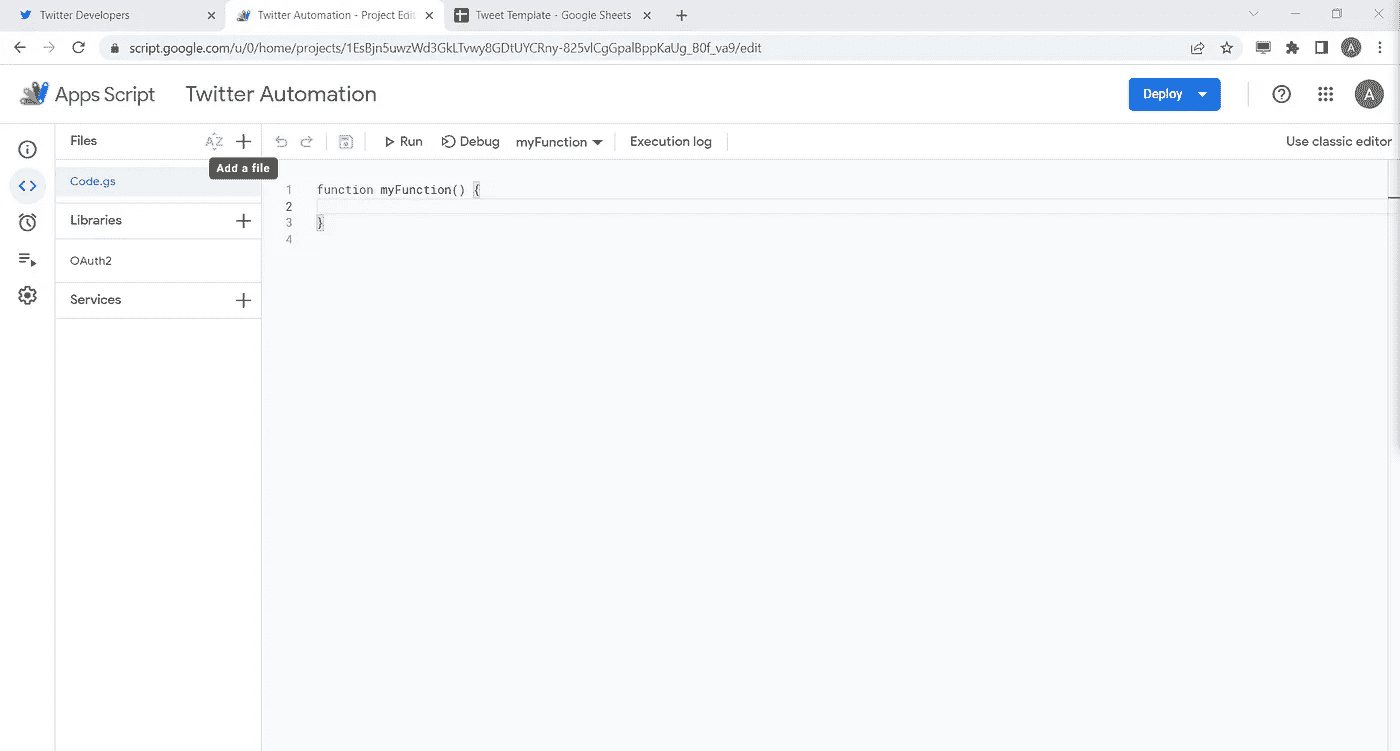 Twitter Developers
Twitter Automation - Project Edit
Tweet Template - Google Sheets
script.google.com/u/0/home/projects/1EsBjn5uwzWd3GkLTvwy8GDtUYCRny-825vlCgGpalBppKaUg_B0f_va9/edit
A
Apps Script
Twitter Automation
Deploy
A
Files
AZ
Run
Debug
myFunction
Execution log
Use classic editor
Add a file
Code.gs
1 function myFunction() {
2
3 }
4
Libraries
OAuth2
Services